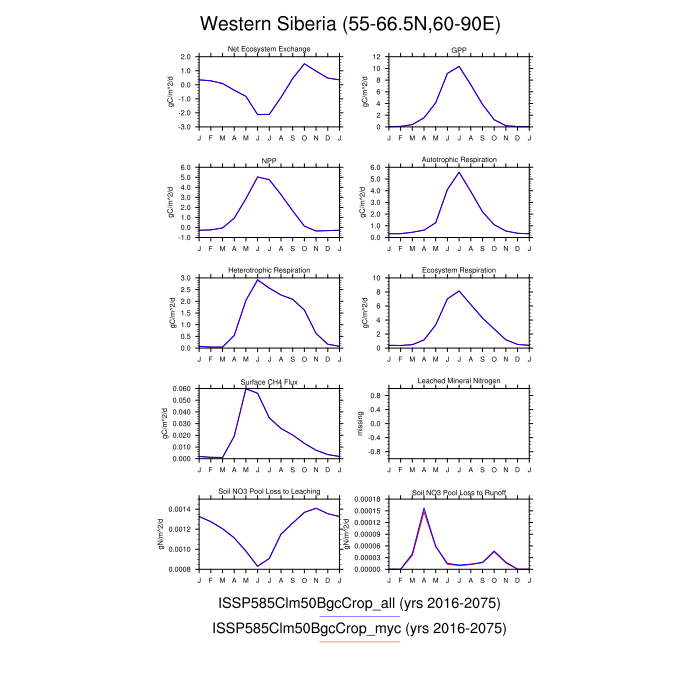 Western Siberia (55-66.5N,60-90E)
Net Ecosystem Exchange
GPP
gC/m^2/d
2.0
1.0
0.0
-1.0
-2.0
-3.0
J F M A M J J A S O N D J
gC/m^2/d
12
10
8
6
4
2
0
J F M A M J J A S O N D J
NPP
Autotrophic Respiration
gC/m^2/d
6.0
5.0
4.0
3.0
2.0
1.0
0.0
-1.0
J F M A M J J A S O N D J
gC/m^2/d
6.0
5.0
4.0
3.0
2.0
1.0
0.0
J F M A M J J A S O N D J
Heterotrophic Respiration
Ecosystem Respiration
gC/m^2/d
3.0
2.5
2.0
1.5
1.0
0.5
0.0
J F M A M J J A S O N D J
gC/m^2/d
10
8
6
4
2
0
J F M A M J J A S O N D J
Surface CH4 Flux
Leached Mineral Nitrogen
gC/m^2/d
0.060
0.050
0.040
0.030
0.020
0.010
0.000
J F M A M J J A S O N D J
missing
0.8
0.4
-0.0
-0.4
-0.8
J F M A M J J A S O N D J
Soil NO3 Pool Loss to Leaching
Soil NO3 Pool Loss to Runoff
gN/m^2/d
0.0014
0.0012
0.0010
0.0008
J F M A M J J A S O N D J
gN/m^2/d
0.00018
0.00015
0.00012
0.00009
0.00006
0.00003
0.00000
J F M A M J J A S O N D J
ISSP585Clm50BgcCrop_all (yrs 2016-2075)
ISSP585Clm50BgcCrop_myc (yrs 2016-2075)